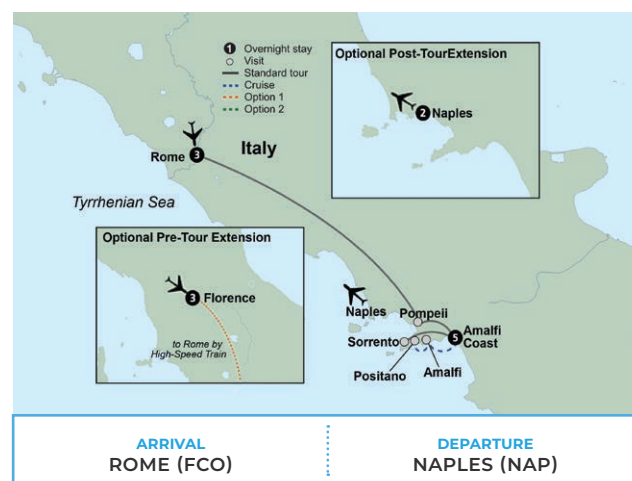 1 Overnight stay
Visit
Standard tour
Cruise
Option 1
Option 2
Optional Post-TourExtension
2 Naples
Italy
Rome 3
Tyrrhenian Sea
Optional Pre-Tour Extension
3 Florence
to Rome by
High-Speed Train
Naples
Pompeii
Sorrento
5 Amalfi
Coast
Positano
Amalfi
ARRIVAL
ROME (FCO)
DEPARTURE
NAPLES (NAP)